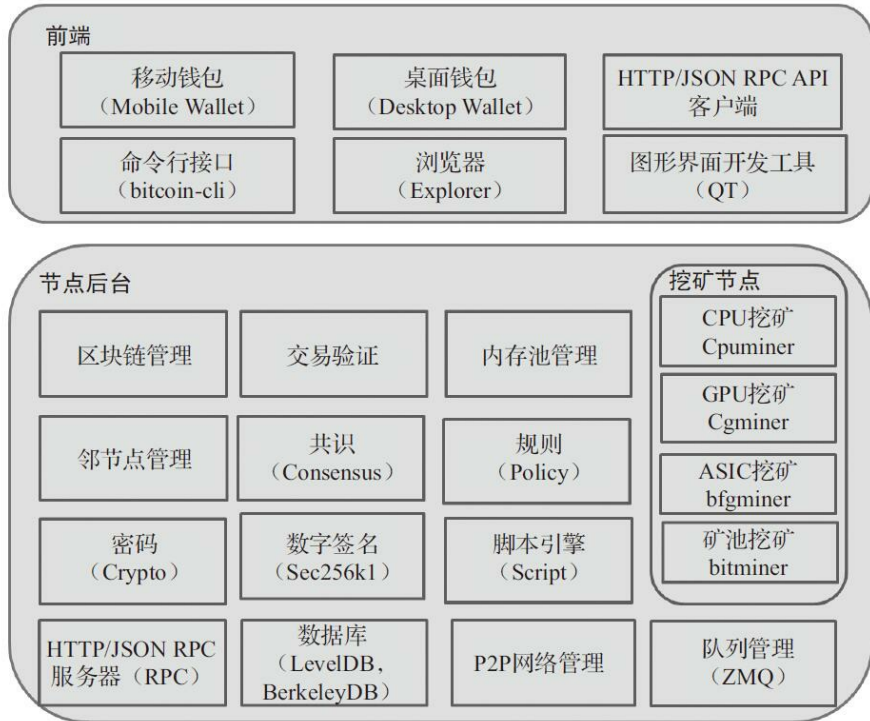 前端
移动钱包
（Mobile Wallet）
桌面钱包
（Desktop Wallet）
HTTP/JSON RPC API
客户端
命令行接口
（bitcoin-cli）
浏览器
（Explorer）
图形界面开发工具
（QT）
节点后台
区块链管理
交易验证
内存池管理
邻节点管理
共识
（Consensus）
规则
（Policy）
密码
（Crypto）
数字签名
（Sec256k1）
脚本引擎
（Script）
挖矿节点
CPU挖矿
Cpuminer
GPU挖矿
Cgminer
ASIC挖矿
bfgminer
矿池挖矿
bitminer
HTTP/JSON RPC
服务器（RPC）
数据库
（LevelDB，
BerkeleyDB）
P2P网络管理
队列管理
（ZMQ）